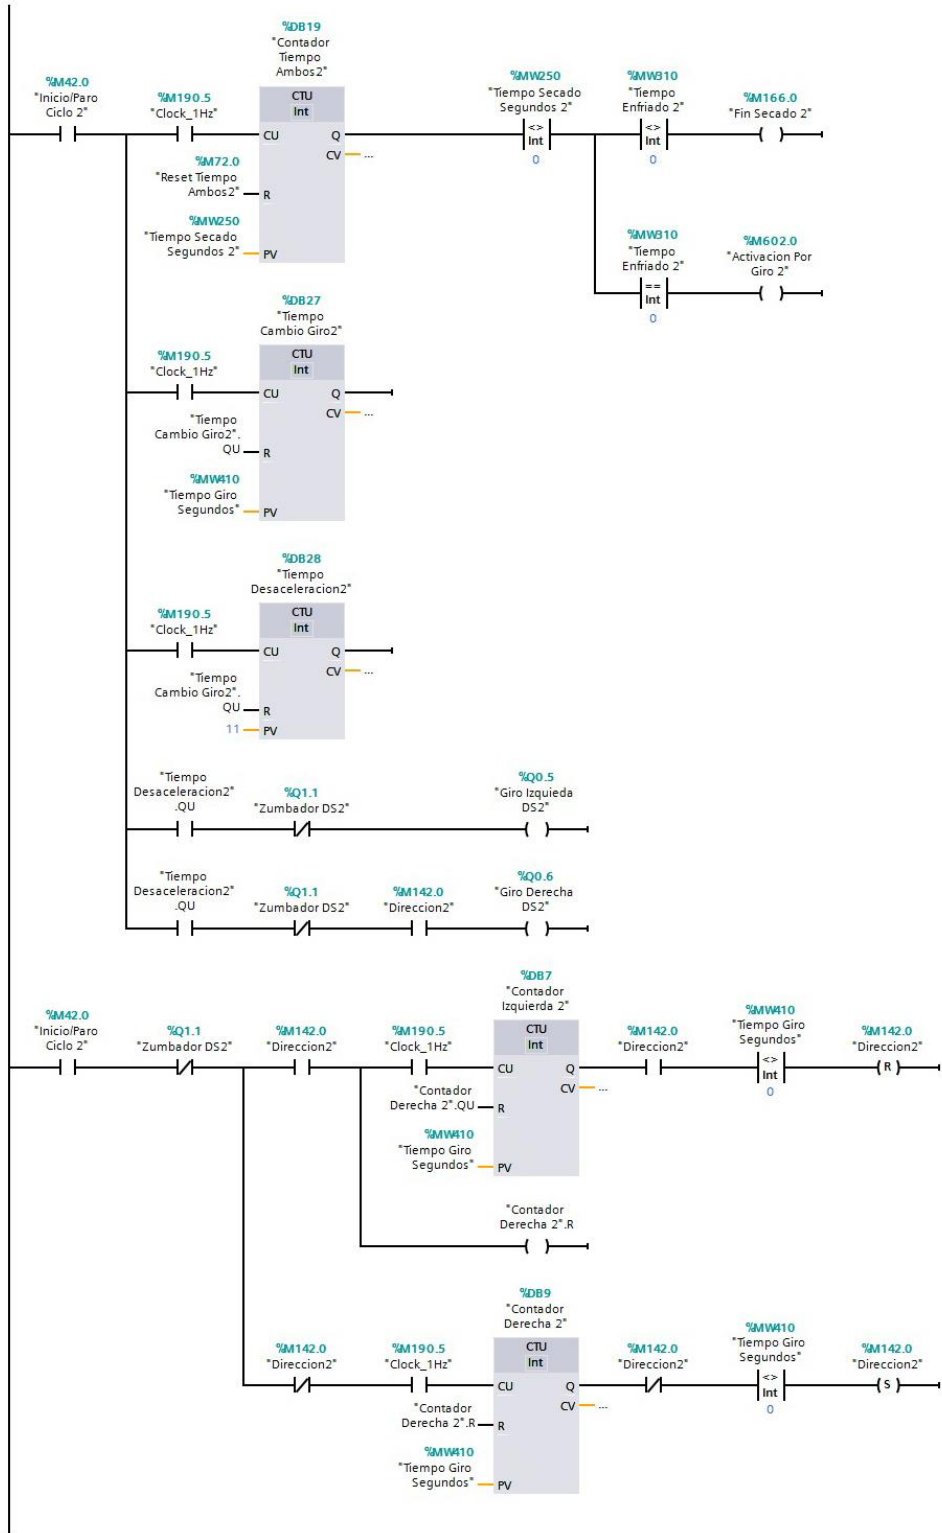 %DB19
"Contador
Tiempo
Ambos2"
%M42.0
"Inicio/Paro
Ciclo 2"
%M190.5
"Clock_1Hz"
CTU
Int
CU
Q
CV
...
%M72.0
"Reset Tiempo
Ambos2"
R
%MW250
"Tiempo Secado
Segundos 2"
PV
%MW250
"Tiempo Secado
Segundos 2"
<>
Int
0
%MW310
"Tiempo
Enfriado 2"
<>
Int
0
%M166.0
"Fin Secado 2"
%MW310
"Tiempo
Enfriado 2"
==
Int
0
%M602.0
"Activacion Por
Giro 2"
%DB27
"Tiempo
Cambio Giro2"
%M190.5
"Clock_1Hz"
CTU
Int
CU
Q
CV
...
"Tiempo
Cambio Giro2".
QU
R
%MW410
"Tiempo Giro
Segundos"
PV
%DB28
"Tiempo
Desaceleracion2"
%M190.5
"Clock_1Hz"
CTU
Int
CU
Q
CV
...
"Tiempo
Cambio Giro2".
QU
R
11
PV
"Tiempo
Desaceleracion2"
.QU
%Q1.1
"Zumbador DS2"
%Q0.5
"Giro Izquieda
DS2"
"Tiempo
Desaceleracion2"
.QU
%Q1.1
"Zumbador DS2"
%M142.0
"Direccion2"
%Q0.6
"Giro Derecha
DS2"
%DB7
"Contador
Izquierda 2"
%M42.0
"Inicio/Paro
Ciclo 2"
%Q1.1
"Zumbador DS2"
%M142.0
"Direccion2"
%M190.5
"Clock_1Hz"
CTU
Int
CU
Q
CV
...
"Contador
Derecha 2".QU
R
%MW410
"Tiempo Giro
Segundos"
PV
%M142.0
"Direccion2"
%MW410
"Tiempo Giro
Segundos"
<>
Int
0
%M142.0
"Direccion2"
R
"Contador
Derecha 2".R
%DB9
"Contador
Derecha 2"
%M142.0
"Direccion2"
%M190.5
"Clock_1Hz"
CTU
Int
CU
Q
CV
...
"Contador
Derecha 2".R
R
%MW410
"Tiempo Giro
Segundos"
PV
%M142.0
"Direccion2"
%MW410
"Tiempo Giro
Segundos"
<>
Int
0
%M142.0
"Direccion2"
S